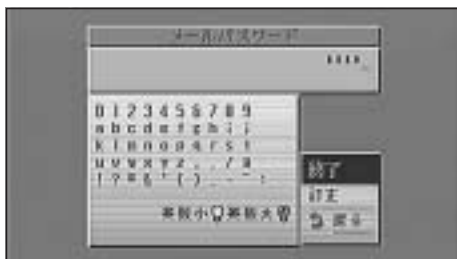 メールパスワード
****_
0 1 2 3 4 5 6 7 8 9
a b c d e f g h i j
k l m n o p q r s t
u v w x y z . , / @
英数小 英数大
終了
訂正
戻る